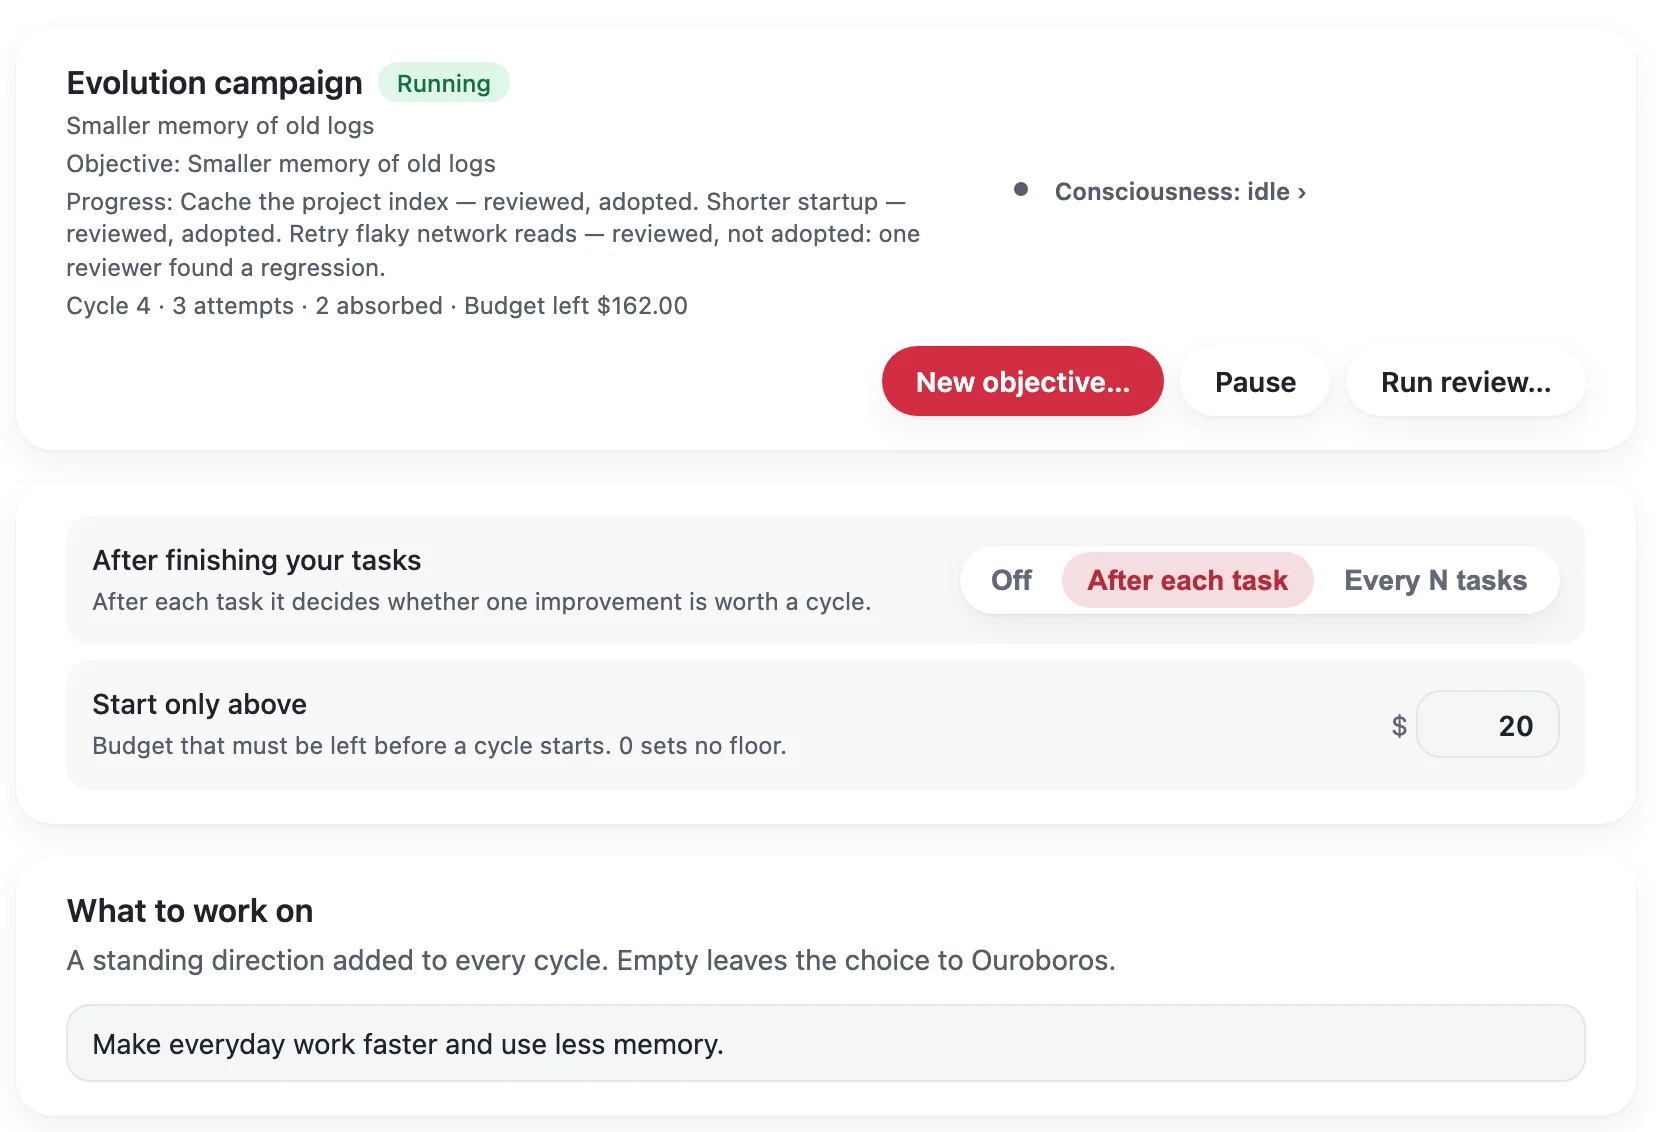 Evolution campaign Running
Smaller memory of old logs
Objective: Smaller memory of old logs
Progress: Cache the project index — reviewed, adopted. Shorter startup —
reviewed, adopted. Retry flaky network reads — reviewed, not adopted: one
reviewer found a regression.
Cycle 4 · 3 attempts · 2 absorbed · Budget left $162.00
Consciousness: idle ›
New objective... Pause Run review...
After finishing your tasks
After each task it decides whether one improvement is worth a cycle.
Off After each task Every N tasks
Start only above
Budget that must be left before a cycle starts. 0 sets no floor.
$ 20
What to work on
A standing direction added to every cycle. Empty leaves the choice to Ouroboros.
Make everyday work faster and use less memory.